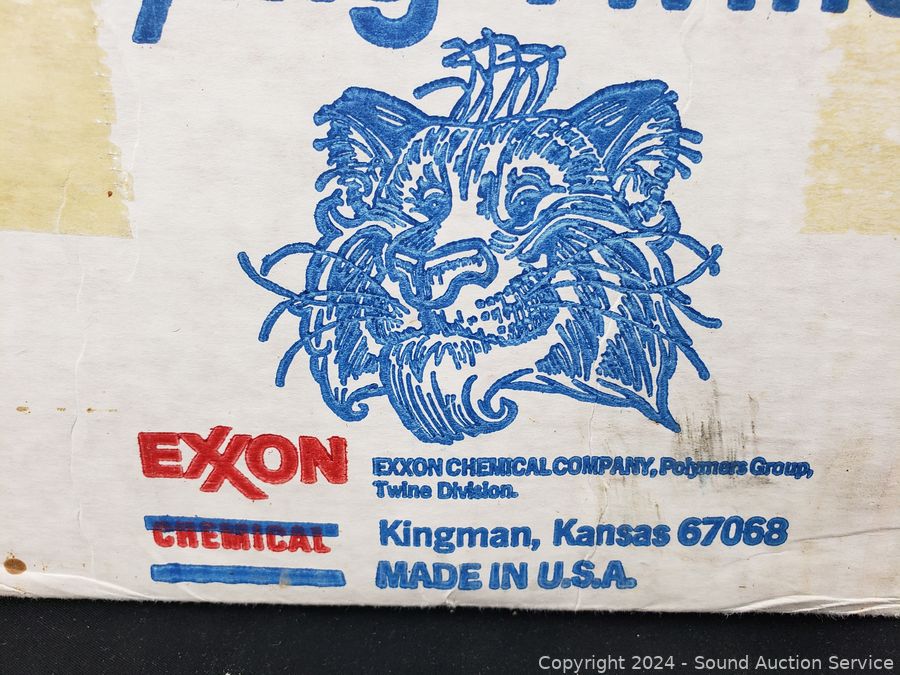 EXXON
CHEMICAL
EXXON CHEMICAL COMPANY, Polymers Group,
Twine Division.
Kingman, Kansas 67068
MADE IN U.S.A.
Copyright 2024 - Sound Auction Service